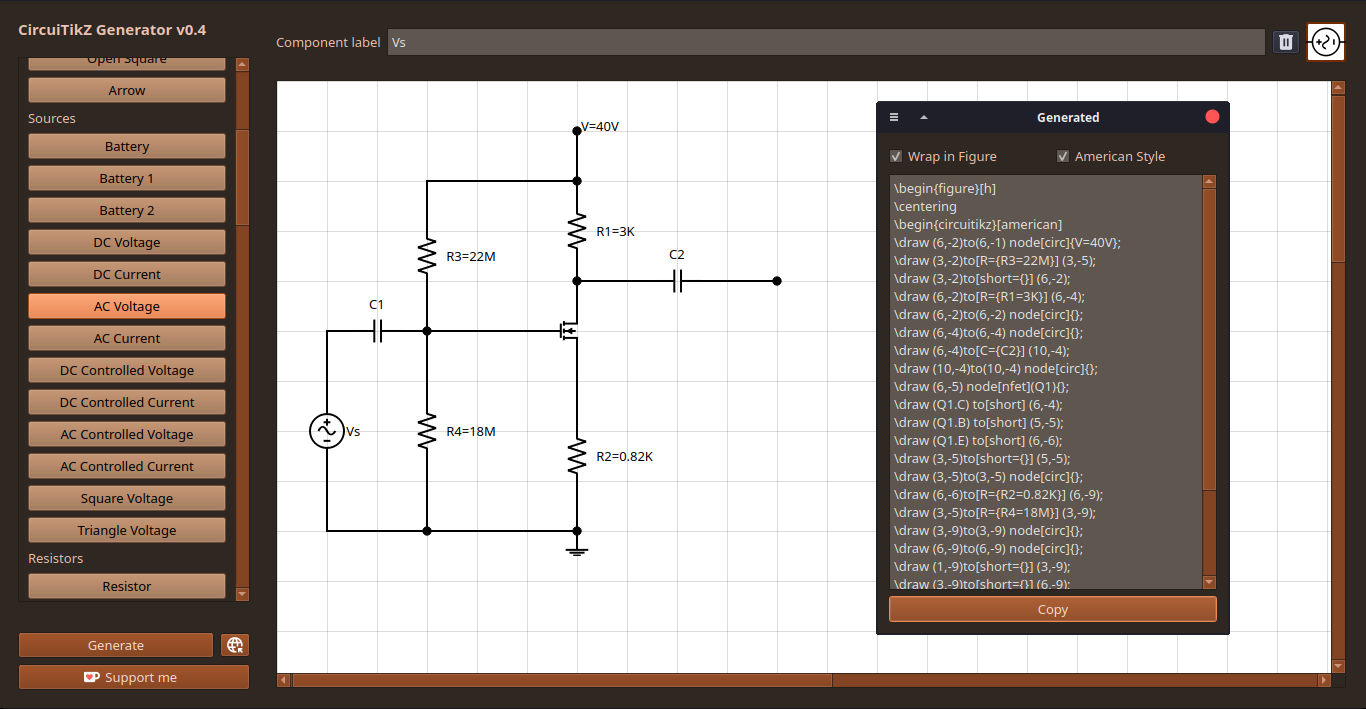 CircuiTikZ Generator v0.4
Component label
Vs
Open Square
Arrow
Sources
Battery
Battery 1
Battery 2
DC Voltage
DC Current
AC Voltage
AC Current
DC Controlled Voltage
DC Controlled Current
AC Controlled Voltage
AC Controlled Current
Square Voltage
Triangle Voltage
Resistors
Resistor
Generate
Support me
V=40V
R1=3K
R3=22M
C2
C1
Vs
R4=18M
R2=0.82K
Generated
Wrap in Figure
American Style
\begin{figure}[h]
\centering
\begin{circuitikz}[american]
\draw (6,-2)to(6,-1) node[circ]{V=40V};
\draw (3,-2)to[R={R3=22M}] (3,-5);
\draw (3,-2)to[short={}] (6,-2);
\draw (6,-2)to[R={R1=3K}] (6,-4);
\draw (6,-2)to(6,-2) node[circ]{};
\draw (6,-4)to(6,-4) node[circ]{};
\draw (6,-4)to[C={C2}] (10,-4);
\draw (10,-4)to(10,-4) node[circ]{};
\draw (6,-5) node[nfet](Q1){};
\draw (Q1.C) to[short] (6,-4);
\draw (Q1.B) to[short] (5,-5);
\draw (Q1.E) to[short] (6,-6);
\draw (3,-5)to[short={}] (5,-5);
\draw (3,-5)to(3,-5) node[circ]{};
\draw (6,-6)to[R={R2=0.82K}] (6,-9);
\draw (3,-5)to[R={R4=18M}] (3,-9);
\draw (3,-9)to(3,-9) node[circ]{};
\draw (6,-9)to(6,-9) node[circ]{};
\draw (1,-9)to[short={}] (3,-9);
\draw (3,-9)to[short={}] (6,-9);
Copy